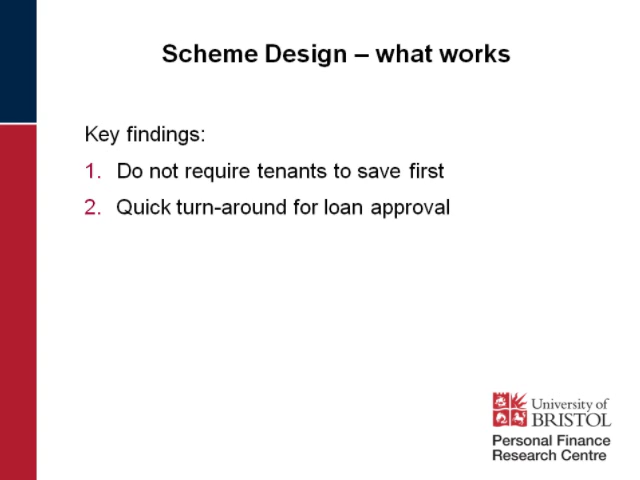 Scheme Design – what works
Key findings:
1. Do not require tenants to save first
2. Quick turn-around for loan approval
University of
BRISTOL
Personal Finance
Research Centre